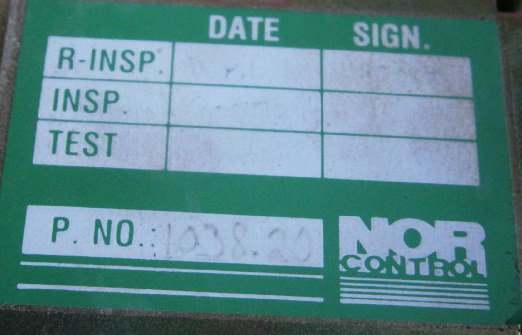 DATE SIGN.
R-INSP.
INSP.
TEST
P. NO.: 1038.20
NOR
CONTROL